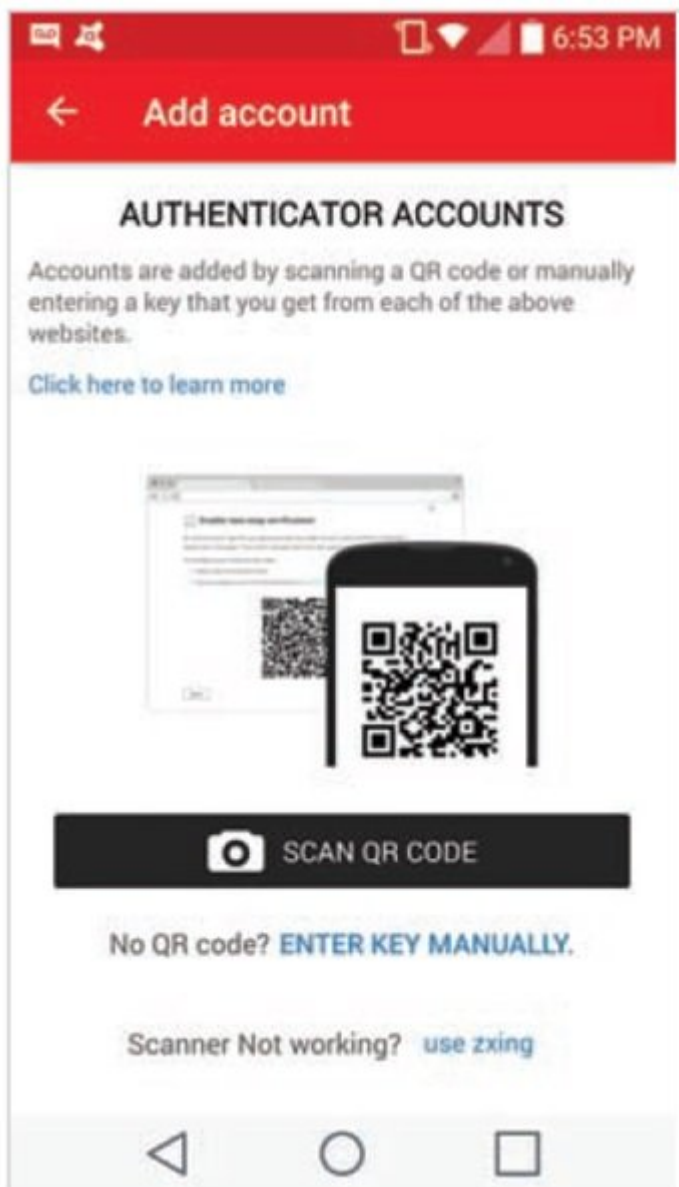 6:53 PM
Add account
AUTHENTICATOR ACCOUNTS
Accounts are added by scanning a QR code or manually
entering a key that you get from each of the above
websites.
Click here to learn more
SCAN QR CODE
No QR code? ENTER KEY MANUALLY.
Scanner Not working? use zxing